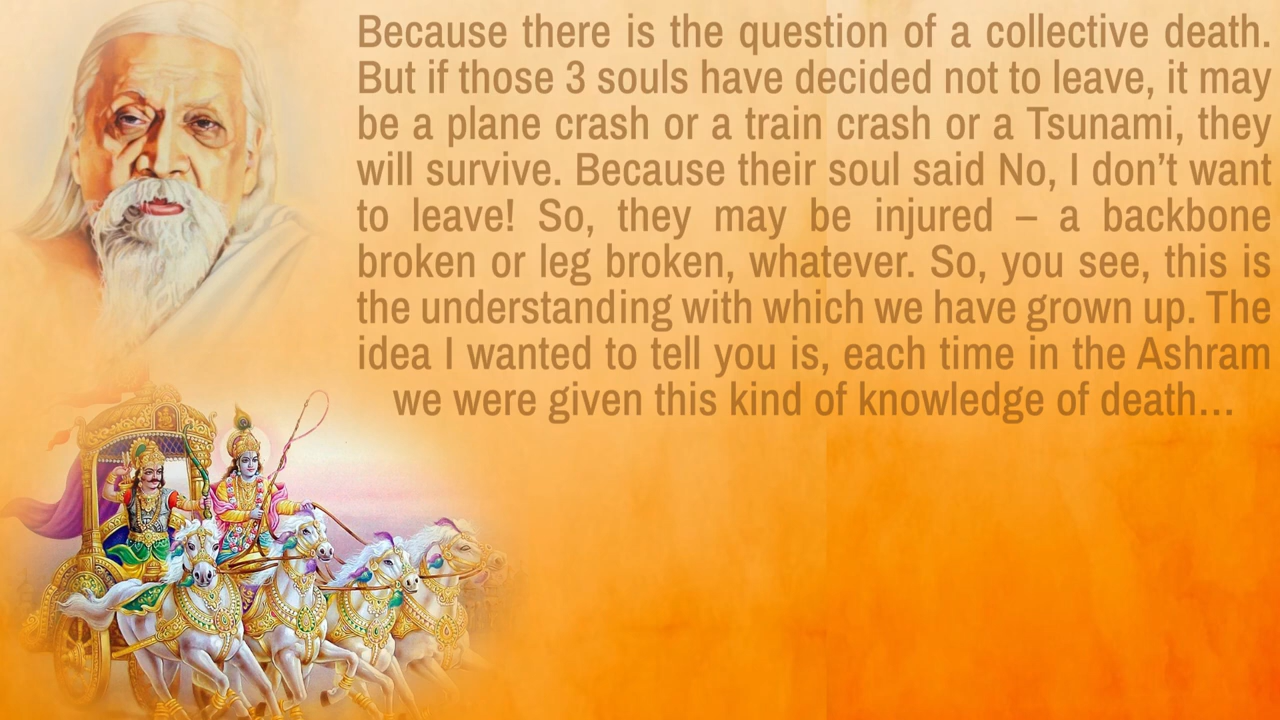 Because there is the question of a collective death.
But if those 3 souls have decided not to leave, it may
be a plane crash or a train crash or a Tsunami, they
will survive. Because their soul said No, I don’t want
to leave! So, they may be injured – a backbone
broken or leg broken, whatever. So, you see, this is
the understanding with which we have grown up. The
idea I wanted to tell you is, each time in the Ashram
we were given this kind of knowledge of death...